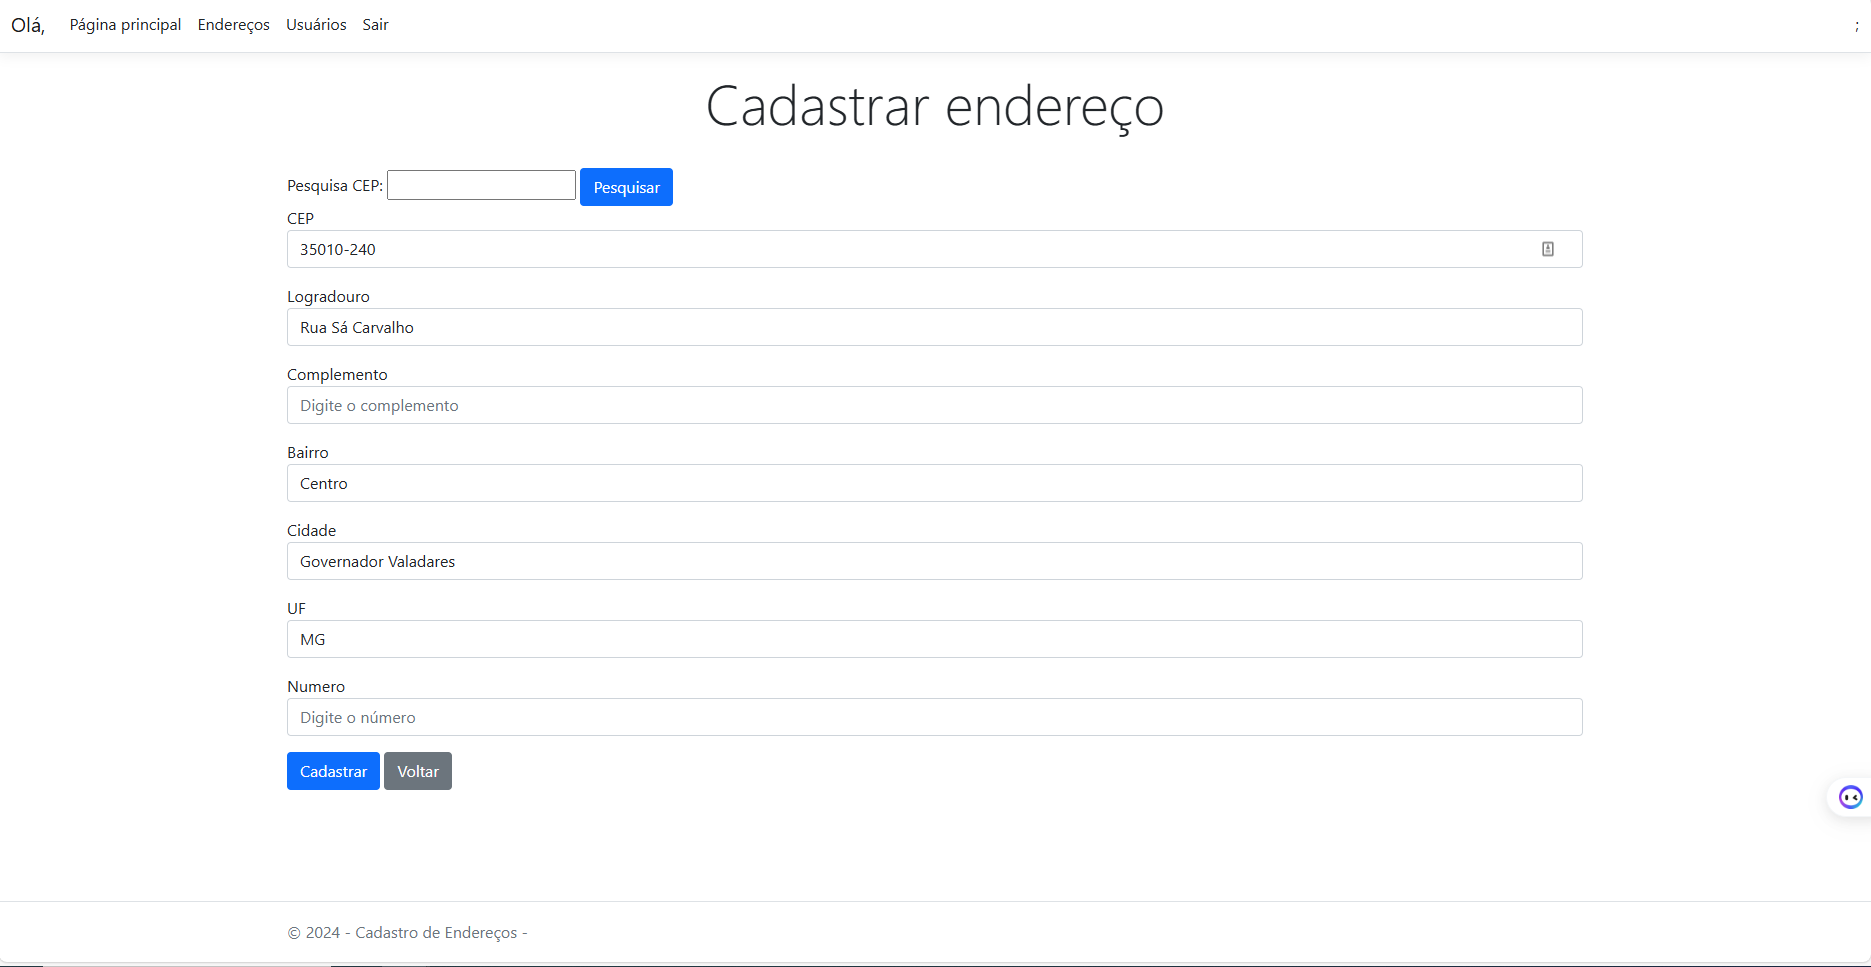 Olá, Página principal Endereços Usuários Sair ;
Cadastrar endereço
Pesquisa CEP: Pesquisar
CEP
35010-240
Logradouro
Rua Sá Carvalho
Complemento
Digite o complemento
Bairro
Centro
Cidade
Governador Valadares
UF
MG
Numero
Digite o número
Cadastrar Voltar
© 2024 - Cadastro de Endereços -